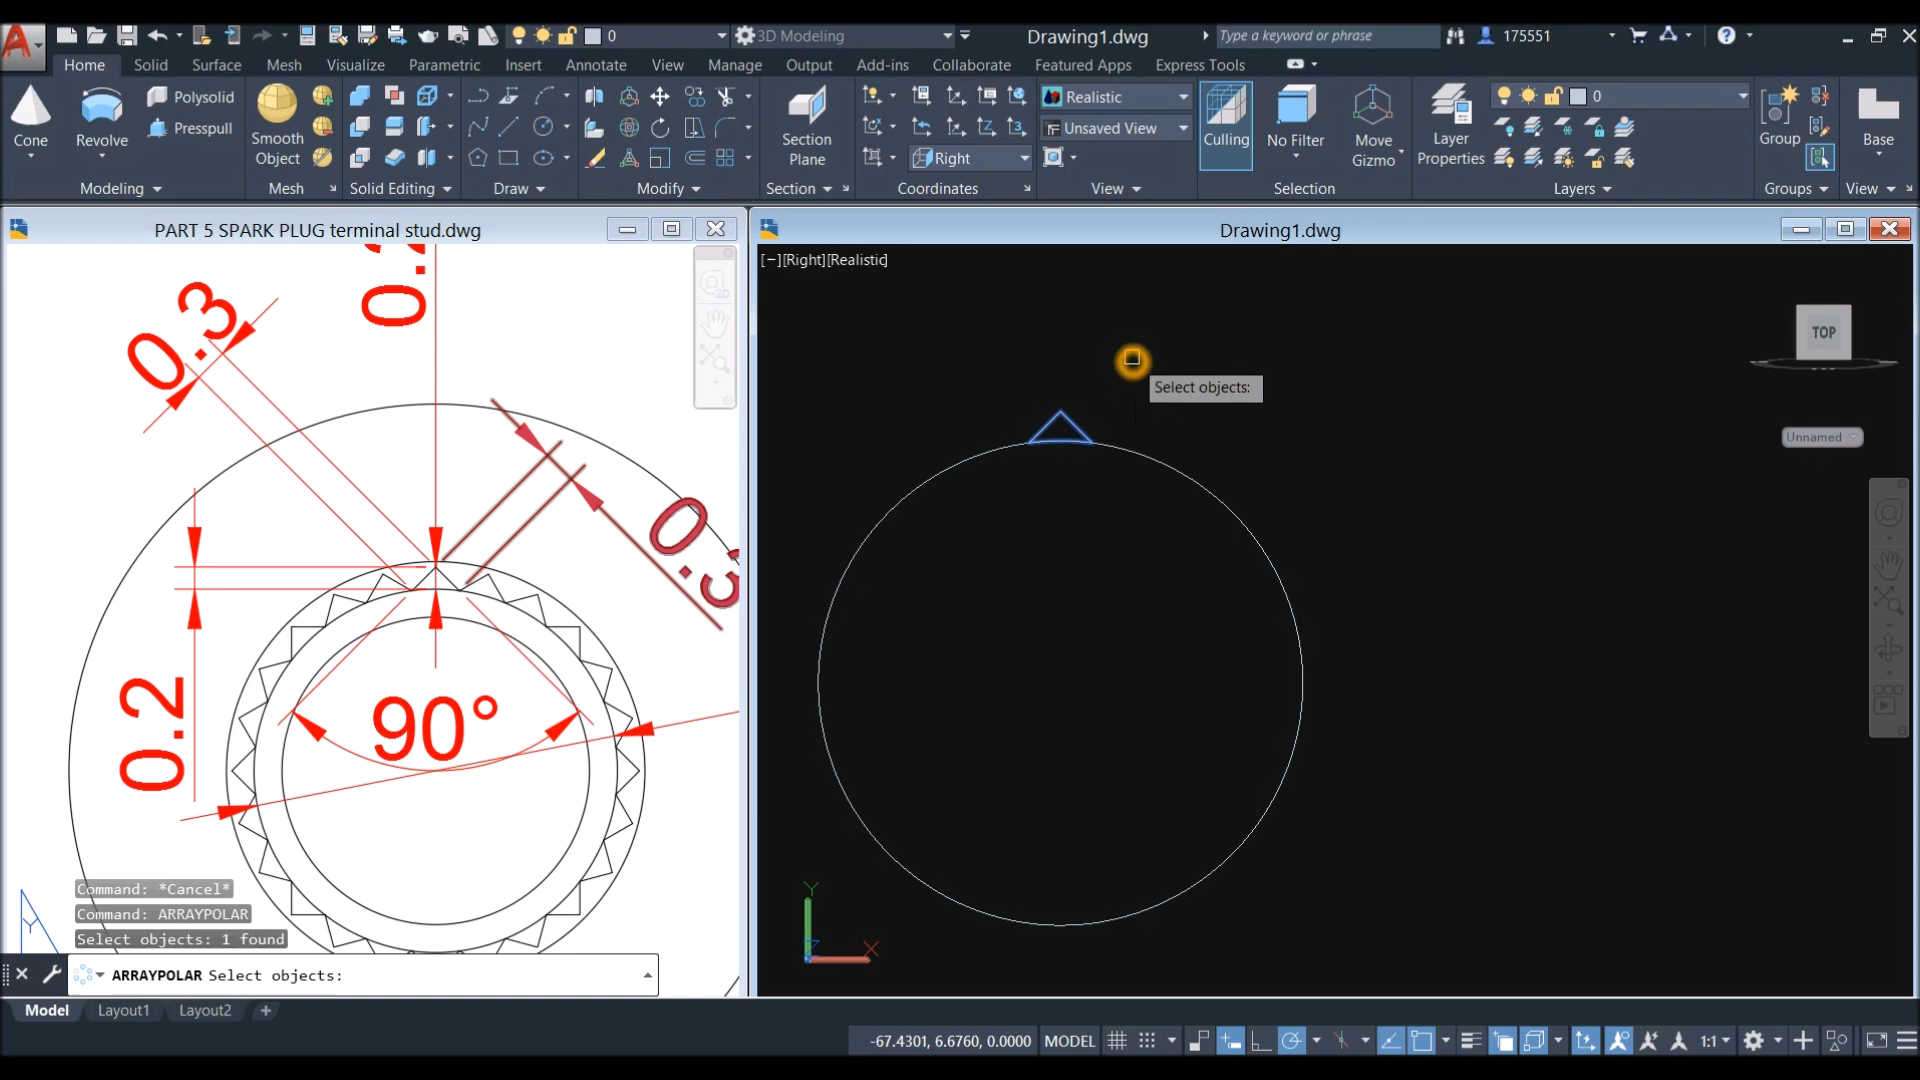 0 3D Modeling Drawing1.dwg Type a keyword or phrase 175551
Home Solid Surface Mesh Visualize Parametric Insert Annotate View Manage Output Add-ins Collaborate Featured Apps Express Tools
Cone
Revolve
Polysolid
Presspull
Smooth
Object
Section
Plane
Realistic
Unsaved View
Right
Culling
No Filter
Move
Gizmo
Layer
Properties
0
Group
Base
Modeling Mesh Solid Editing Draw Modify Section Coordinates View Selection Layers Groups View
PART 5 SPARK PLUG terminal stud.dwg
Drawing1.dwg
[−][Right][Realistic]
TOP
Unnamed
Select objects:
0.3
0.2
0.3
0.2
90°
Y
Y
X
Z
Command: *Cancel*
Command: ARRAYPOLAR
Select objects: 1 found
ARRAYPOLAR Select objects:
Model Layout1 Layout2 +
-67.4301, 6.6760, 0.0000 MODEL 1:1